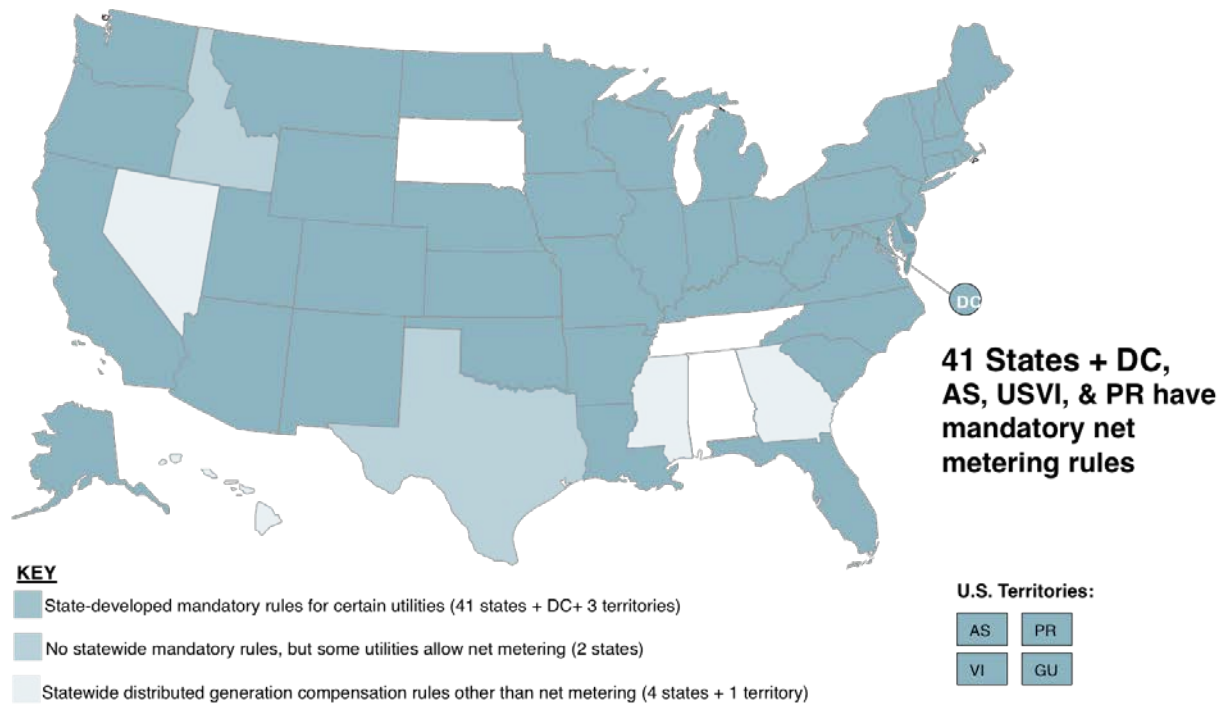 DC
41 States + DC,
AS, USVI, & PR have
mandatory net
metering rules
KEY
State-developed mandatory rules for certain utilities (41 states + DC+ 3 territories)
No statewide mandatory rules, but some utilities allow net metering (2 states)
Statewide distributed generation compensation rules other than net metering (4 states + 1 territory)
U.S. Territories:
AS PR
VI GU